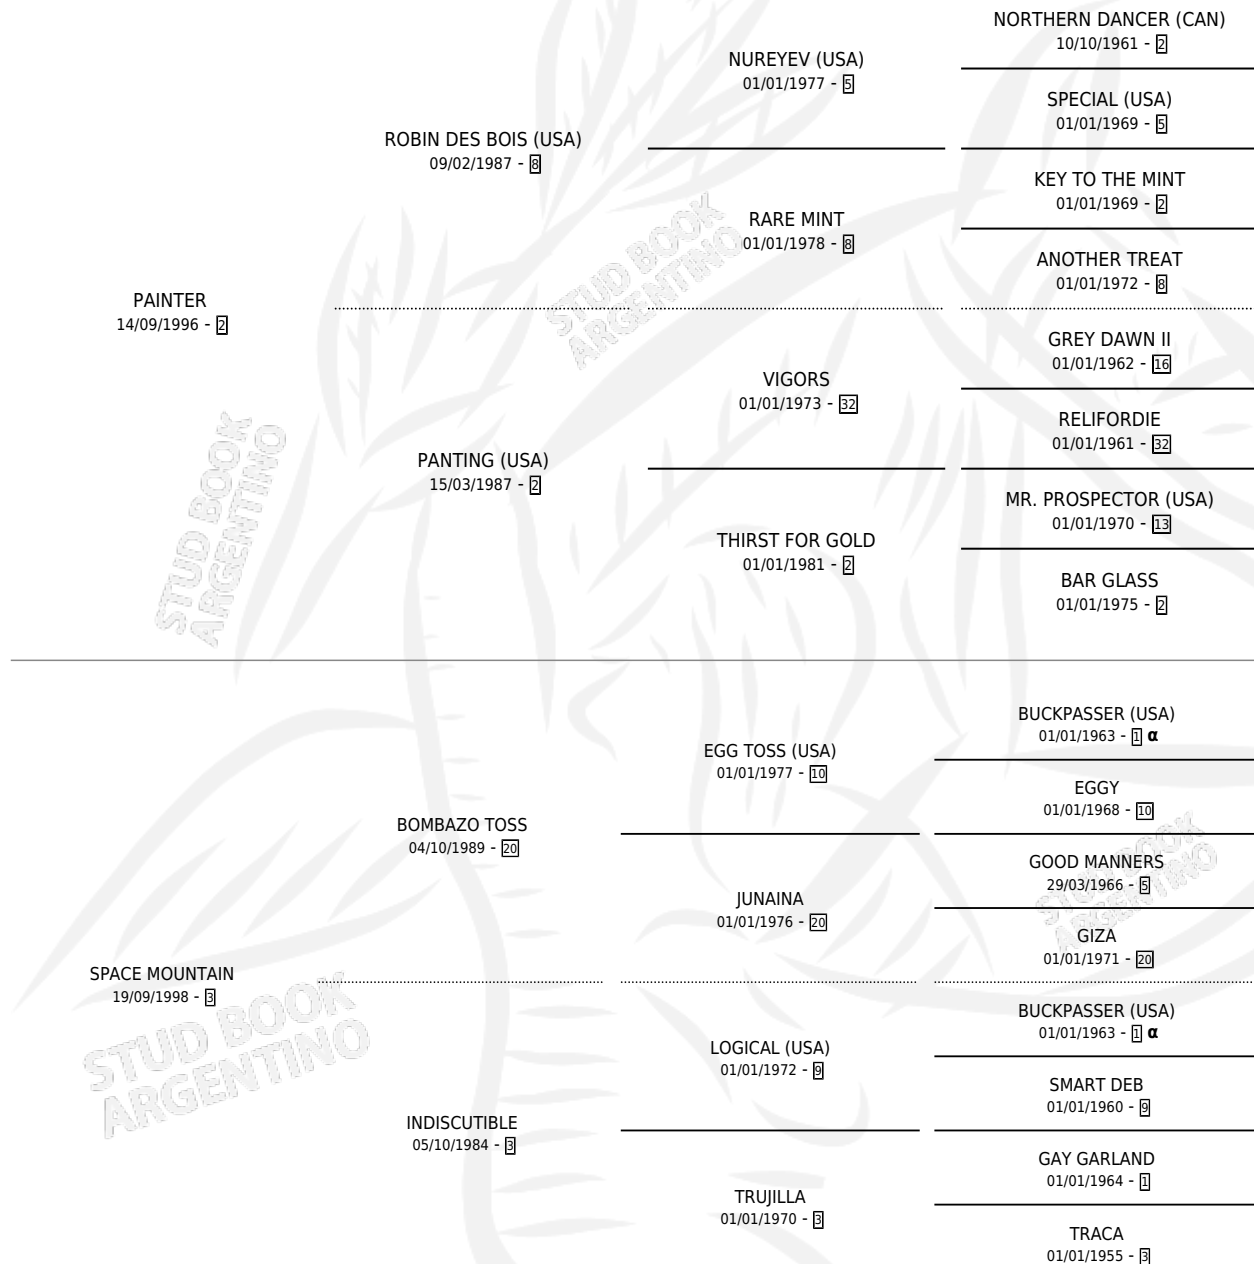 NORTHERN DANCER (CAN)
10/10/1961 - 2
NUREYEV (USA)
01/01/1977 - 5
SPECIAL (USA)
01/01/1969 - 5
ROBIN DES BOIS (USA)
09/02/1987 - 8
KEY TO THE MINT
01/01/1969 - 2
RARE MINT
01/01/1978 - 8
ANOTHER TREAT
01/01/1972 - 8
PAINTER
14/09/1996 - 2
GREY DAWN II
01/01/1962 - 16
VIGORS
01/01/1973 - 32
RELIFORDIE
01/01/1961 - 32
PANTING (USA)
15/03/1987 - 2
MR. PROSPECTOR (USA)
01/01/1970 - 13
THIRST FOR GOLD
01/01/1981 - 2
BAR GLASS
01/01/1975 - 2
BUCKPASSER (USA)
01/01/1963 - 1 α
EGG TOSS (USA)
01/01/1977 - 10
EGGY
01/01/1968 - 10
BOMBAZO TOSS
04/10/1989 - 20
GOOD MANNERS
29/03/1966 - 5
JUNAINA
01/01/1976 - 20
GIZA
01/01/1971 - 20
SPACE MOUNTAIN
19/09/1998 - 3
BUCKPASSER (USA)
01/01/1963 - 1 α
LOGICAL (USA)
01/01/1972 - 9
SMART DEB
01/01/1960 - 9
INDISCUTIBLE
05/10/1984 - 3
GAY GARLAND
01/01/1964 - 1
TRUJILLA
01/01/1970 - 3
TRACA
01/01/1955 - 3
STUD BOOK
ARGENTINO
STUD BOOK
ARGENTINO
STUD BOOK
ARGENTINO
STUD BOOK
ARGENTINO